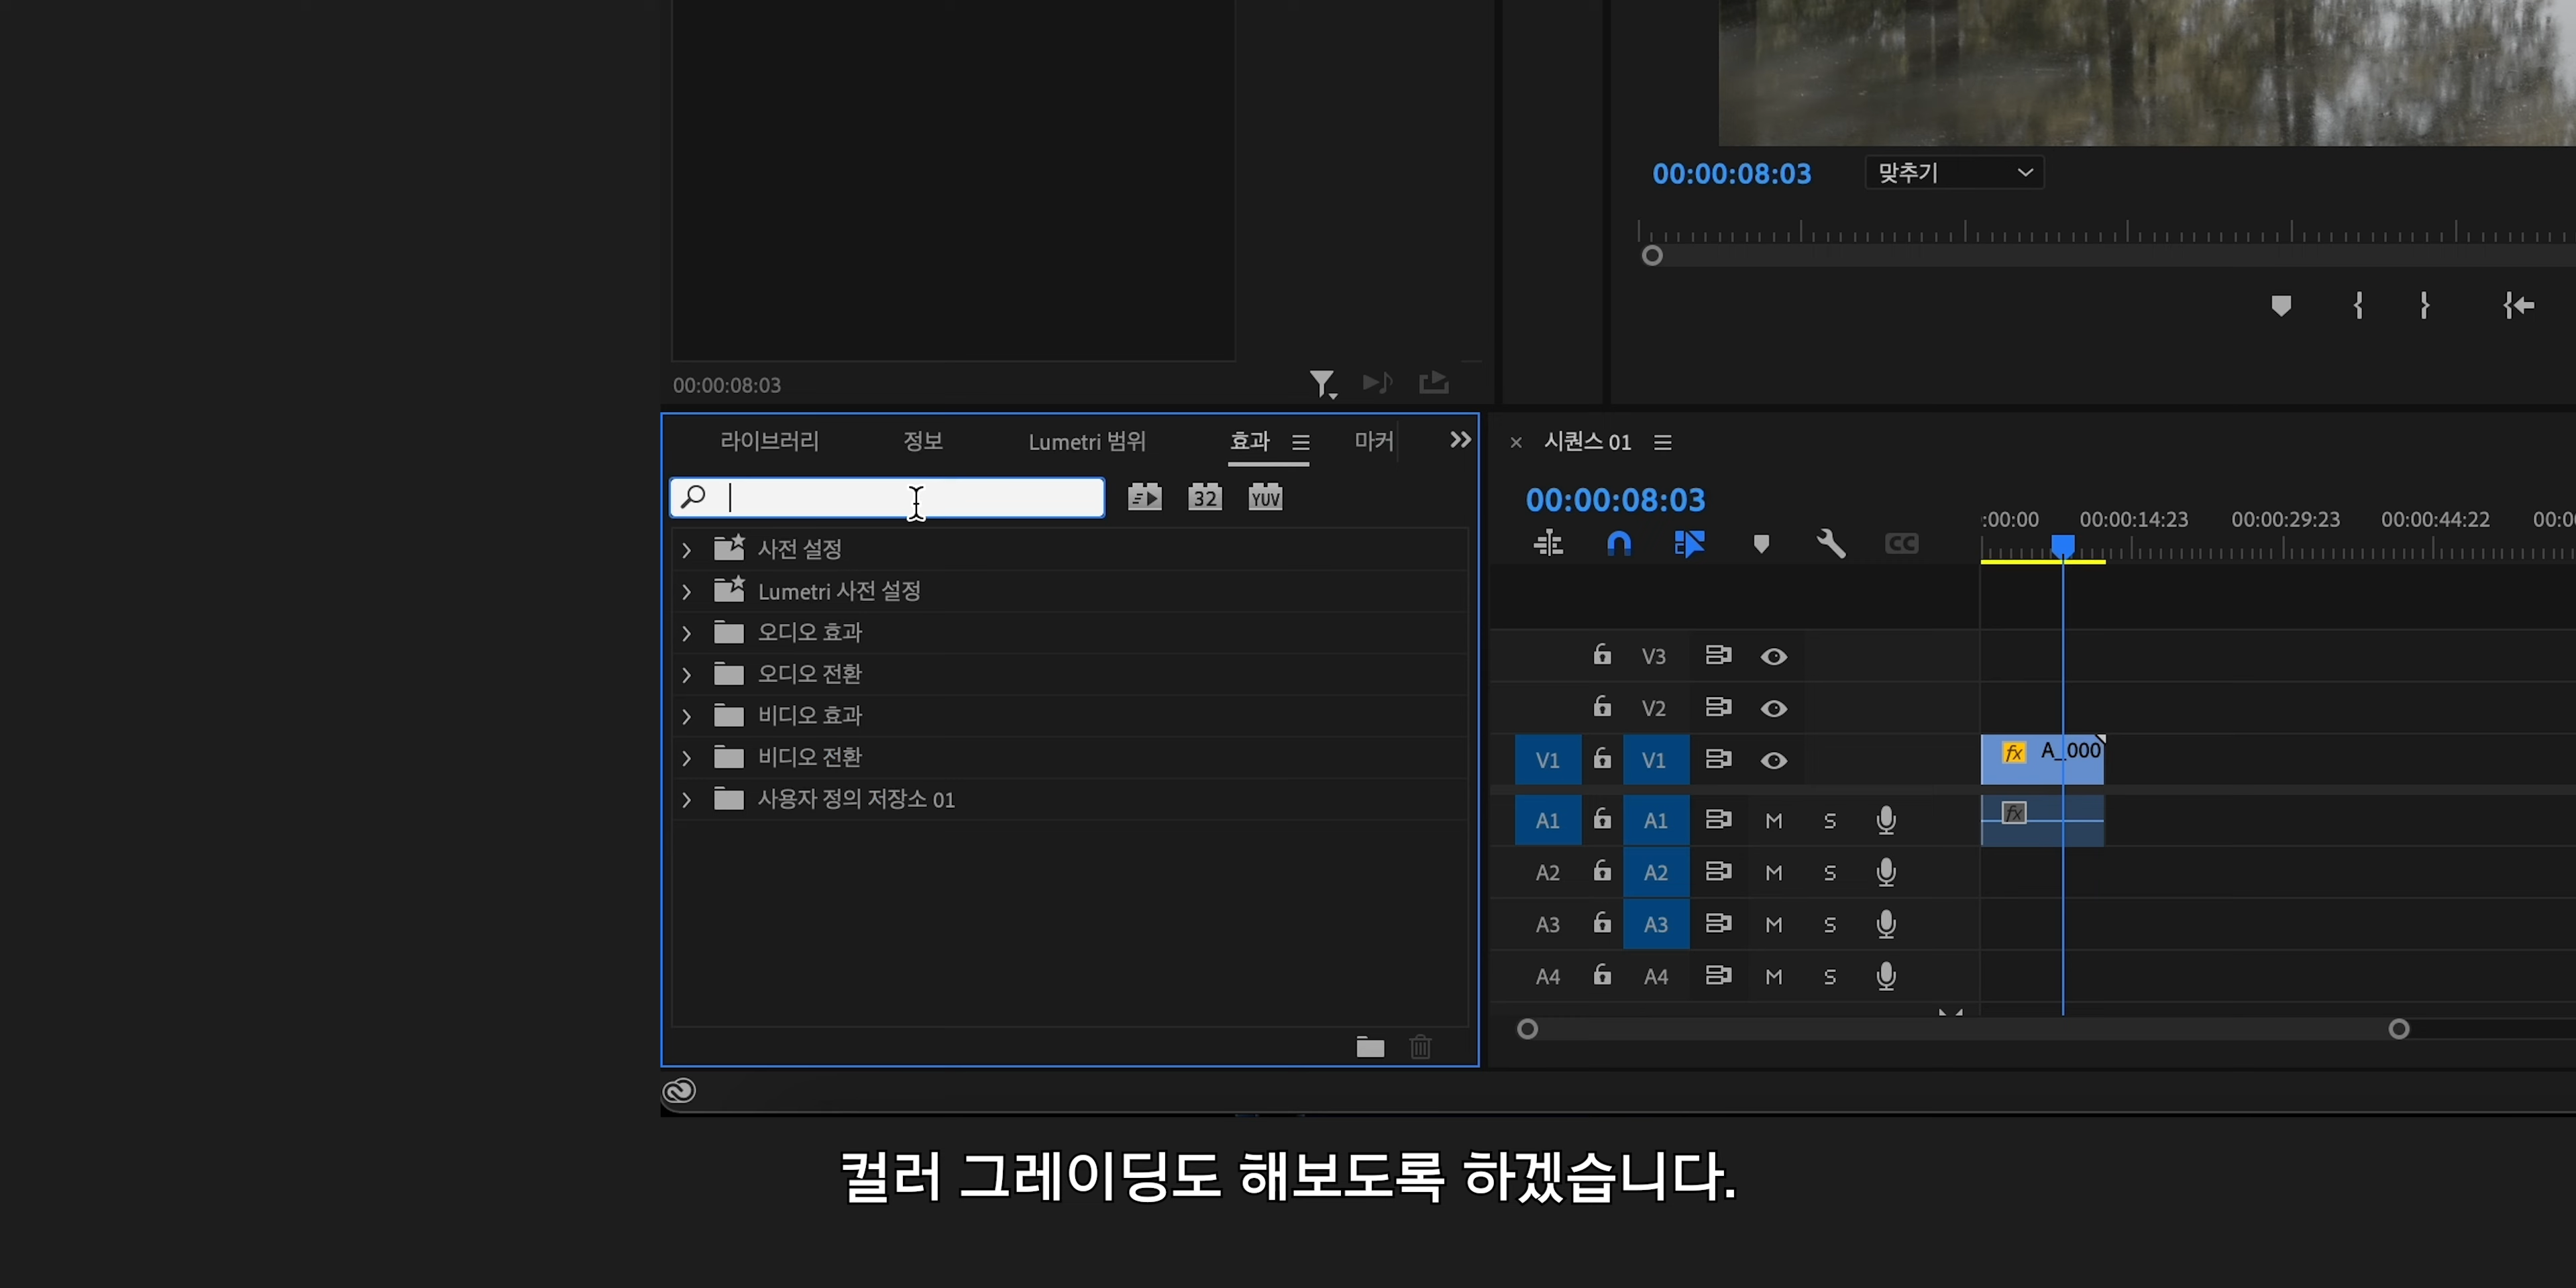 00:00:08:03
맞추기
00:00:08:03
라이브러리
정보
Lumetri 범위
효과
마커
32
YUV
사전 설정
Lumetri 사전 설정
오디오 효과
오디오 전환
비디오 효과
비디오 전환
사용자 정의 저장소 01
시퀀스 01
00:00:08:03
CC
:00:00
00:00:14:23
00:00:29:23
00:00:44:22
00:0
V3
V2
V1 V1
fx A_000
A1 A1 M S
fx
A2 A2 M S
A3 A3 M S
A4 A4 M S
컬러 그레이딩도 해보도록 하겠습니다.